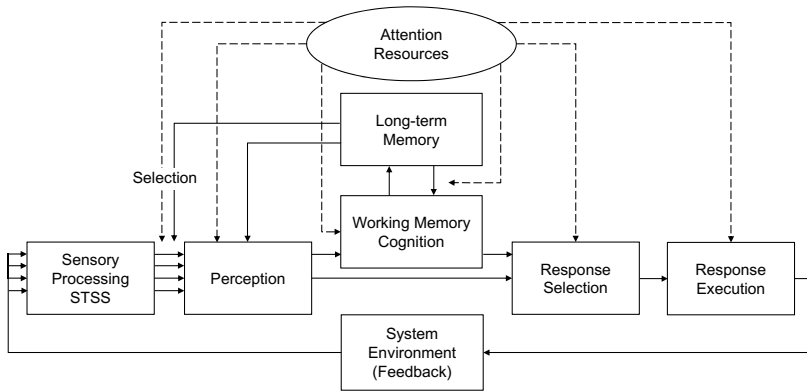 Attention
Resources
Long-term
Memory
Selection
Working Memory
Cognition
Sensory
Processing
STSS
Perception
Response
Selection
Response
Execution
System
Environment
(Feedback)